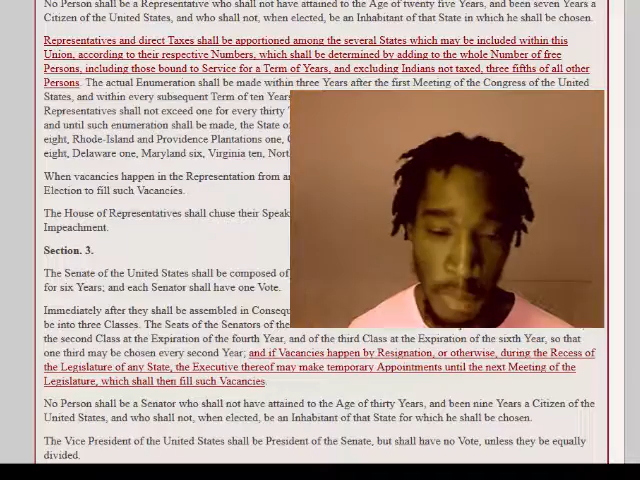 No Person shall be a Representative who shall not have attained to the Age of twenty five Years, and been seven Years a
Citizen of the United States, and who shall not, when elected, be an Inhabitant of that State in which he shall be chosen.
Representatives and direct Taxes shall be apportioned among the several States which may be included within this
Union, according to their respective Numbers, which shall be determined by adding to the whole Number of free
Persons, including those bound to Service for a Term of Years, and excluding Indians not taxed, three fifths of all other
Persons. The actual Enumeration shall be made within three Years after the first Meeting of the Congress of the United
States, and within every subsequent Term of ten Years
Representatives shall not exceed one for every thirty
and until such enumeration shall be made, the State o
eight, Rhode-Island and Providence Plantations one,
eight, Delaware one, Maryland six, Virginia ten, Nort
When vacancies happen in the Representation from a
Election to fill such Vacancies.
The House of Representatives shall chuse their Speak
Impeachment.
Section. 3.
The Senate of the United States shall be composed of
for six Years; and each Senator shall have one Vote.
Immediately after they shall be assembled in Consequ
be into three Classes. The Seats of the Senators of the
the second Class at the Expiration of the fourth Year, and of the third Class at the Expiration of the sixth Year, so that
one third may be chosen every second Year; and if Vacancies happen by Resignation, or otherwise, during the Recess of
the Legislature of any State, the Executive thereof may make temporary Appointments until the next Meeting of the
Legislature, which shall then fill such Vacancies.
No Person shall be a Senator who shall not have attained to the Age of thirty Years, and been nine Years a Citizen of the
United States, and who shall not, when elected, be an Inhabitant of that State for which he shall be chosen.
The Vice President of the United States shall be President of the Senate, but shall have no Vote, unless they be equally
divided.